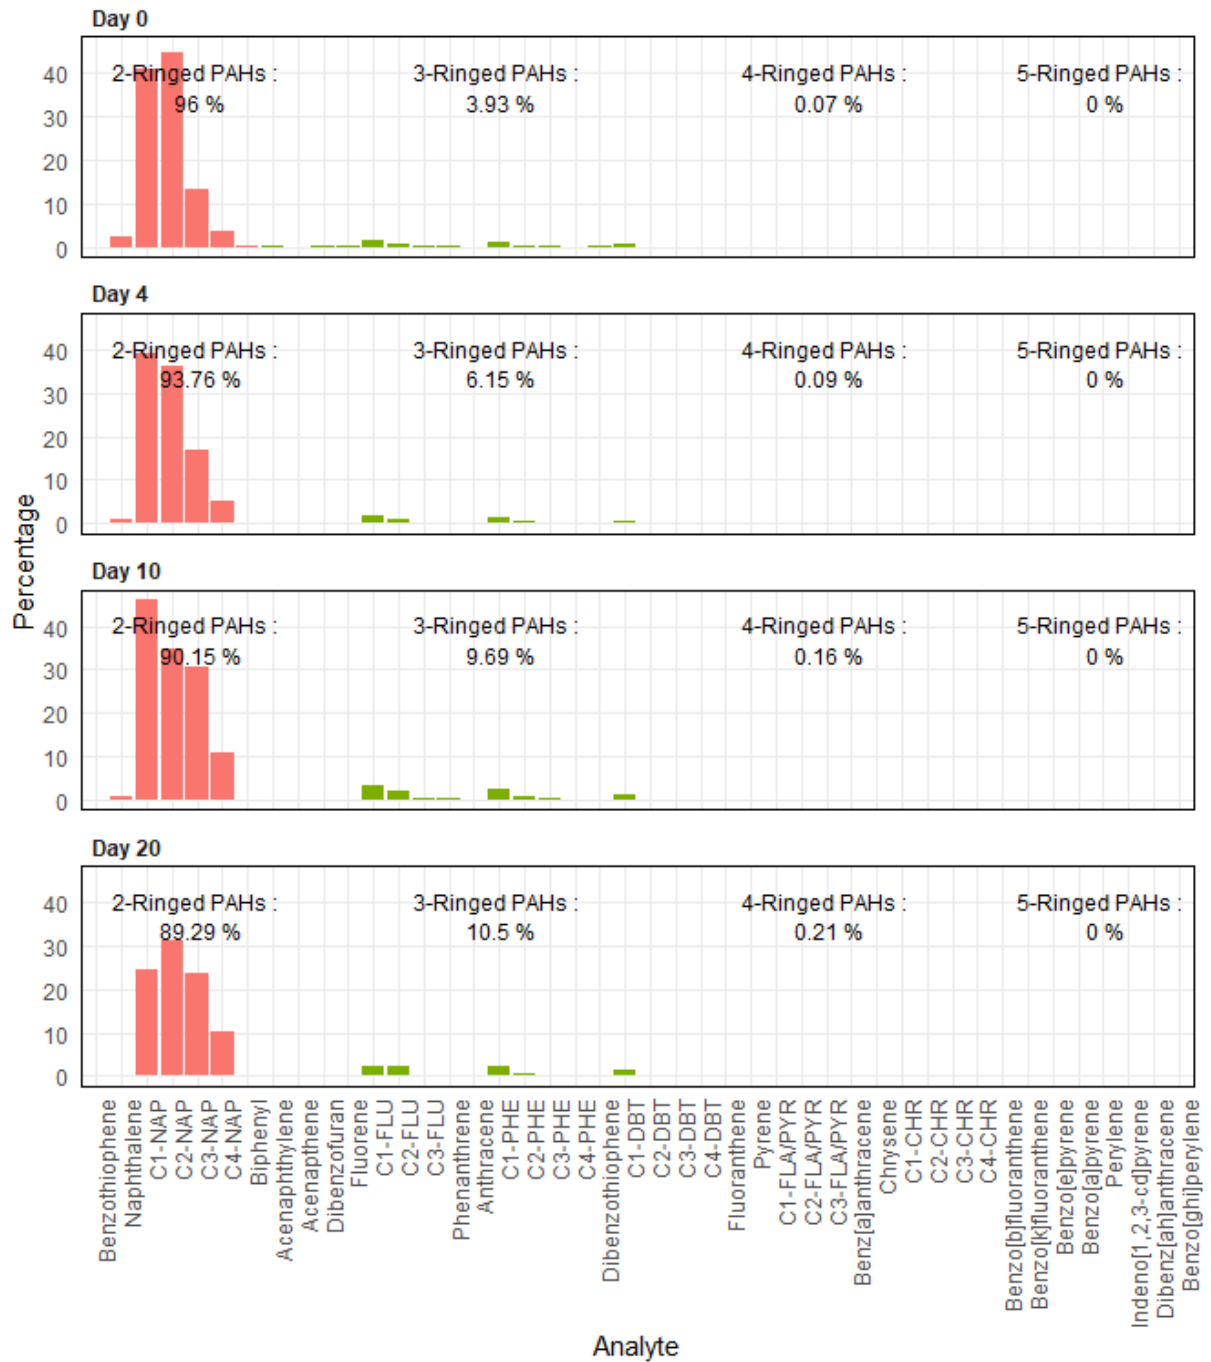 Day 0
2-Ringed PAHs :
96 %
3-Ringed PAHs :
3.93 %
4-Ringed PAHs :
0.07 %
5-Ringed PAHs :
0 %
40
30
20
10
0
Day 4
2-Ringed PAHs :
93.76 %
3-Ringed PAHs :
6.15 %
4-Ringed PAHs :
0.09 %
5-Ringed PAHs :
0 %
40
30
20
10
0
Percentage
Day 10
2-Ringed PAHs :
90.15 %
3-Ringed PAHs :
9.69 %
4-Ringed PAHs :
0.16 %
5-Ringed PAHs :
0 %
40
30
20
10
0
Day 20
2-Ringed PAHs :
89.29 %
3-Ringed PAHs :
10.5 %
4-Ringed PAHs :
0.21 %
5-Ringed PAHs :
0 %
40
30
20
10
0
Benzothiophene
Naphthalene
C1-NAP
C2-NAP
C3-NAP
C4-NAP
Biphenyl
Acenaphthylene
Acenapthene
Dibenzofuran
Fluorene
C1-FLU
C2-FLU
C3-FLU
Phenanthrene
Anthracene
C1-PHE
C2-PHE
C3-PHE
C4-PHE
Dibenzothiophene
C1-DBT
C2-DBT
C3-DBT
C4-DBT
Fluoranthene
Pyrene
C1-FLA/PYR
C2-FLA/PYR
C3-FLA/PYR
Benz[a]anthracene
Chrysene
C1-CHR
C2-CHR
C3-CHR
C4-CHR
Benzo[b]fluoranthene
Benzo[k]fluoranthene
Benzo[e]pyrene
Benzo[a]pyrene
Perylene
Indeno[1,2,3-cd]pyrene
Dibenz[ah]anthracene
Benzo[ghi]perylene
Analyte